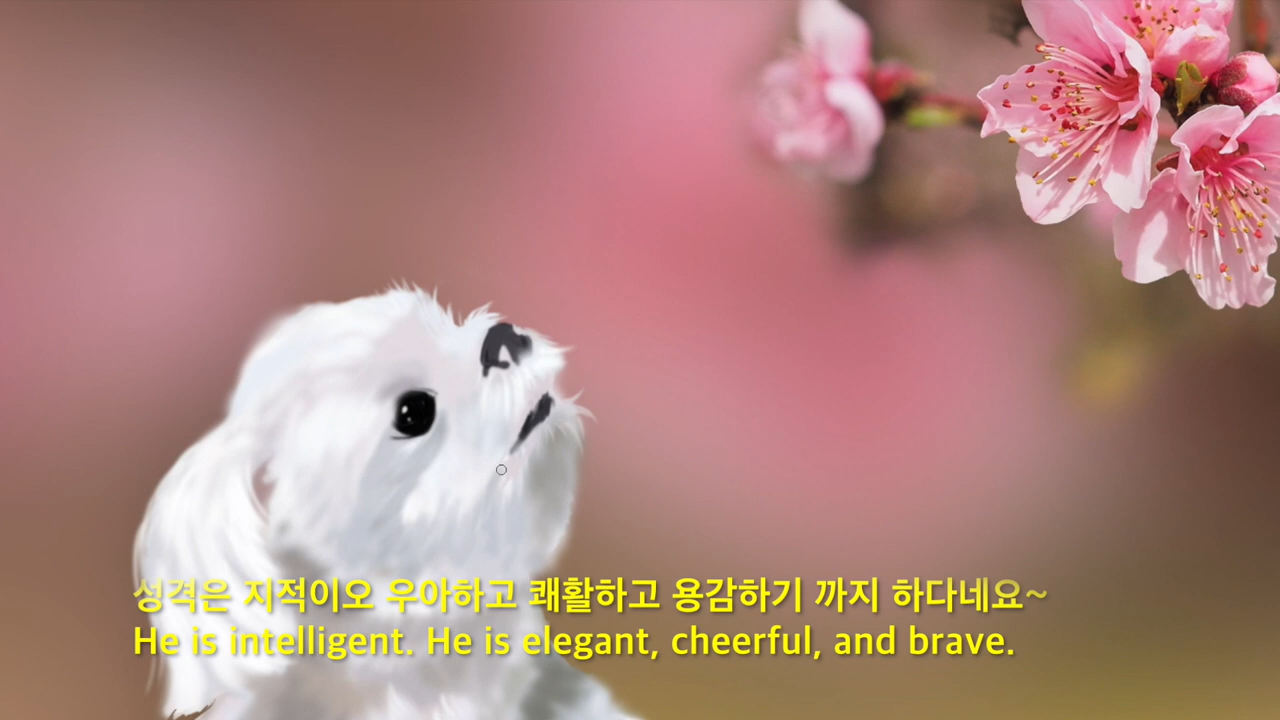 성격은 지적이오 우아하고 쾌활하고 용감하기 까지 하다네요~
He is intelligent. He is elegant, cheerful, and brave.